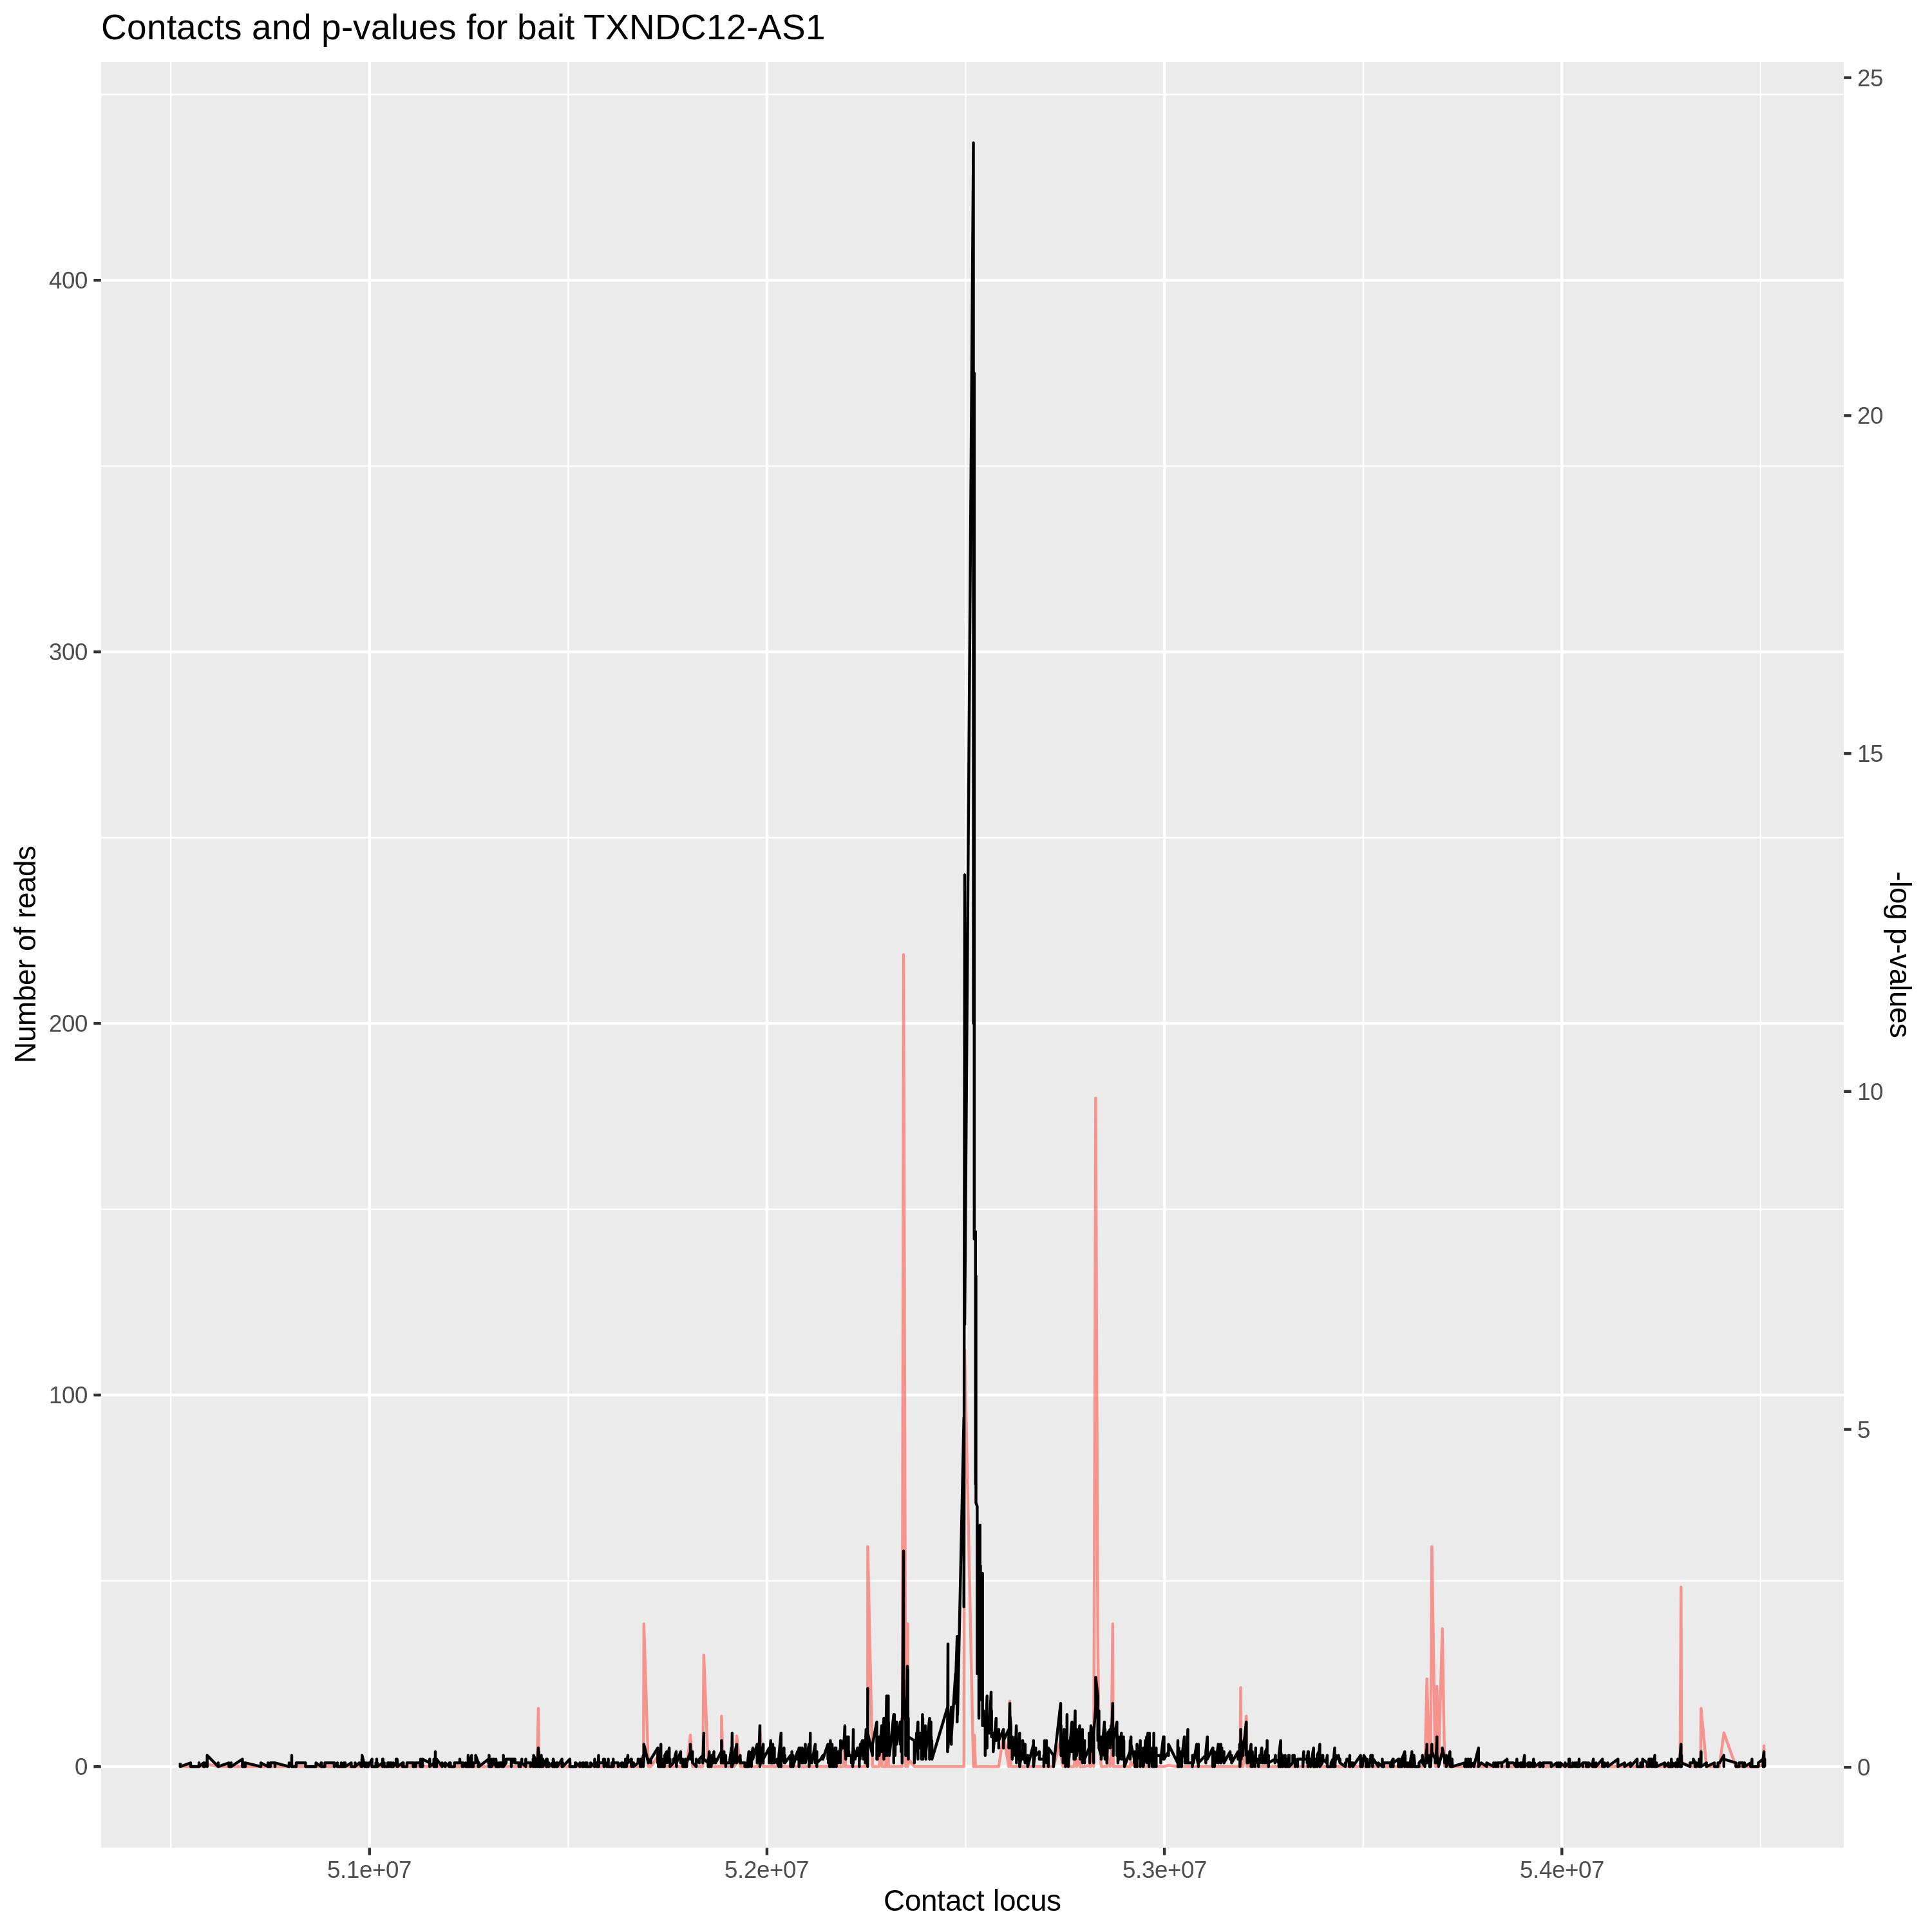 Contacts and p-values for bait TXNDC12-AS1
Number of reads
400
300
200
100
0
25
20
15
10
5
0
-log p-values
5.1e+07
5.2e+07
5.3e+07
5.4e+07
Contact locus